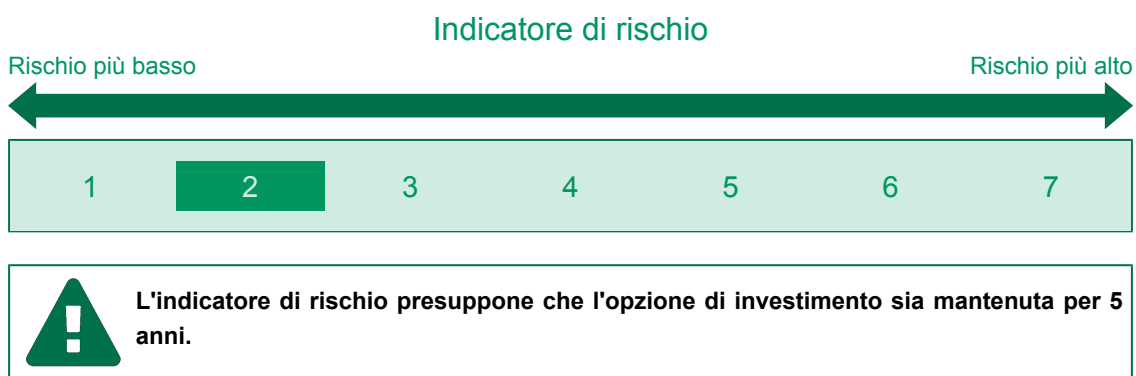 Indicatore di rischio
Rischio più basso Rischio più alto
1 2 3 4 5 6 7
L'indicatore di rischio presuppone che l'opzione di investimento sia mantenuta per 5
anni.